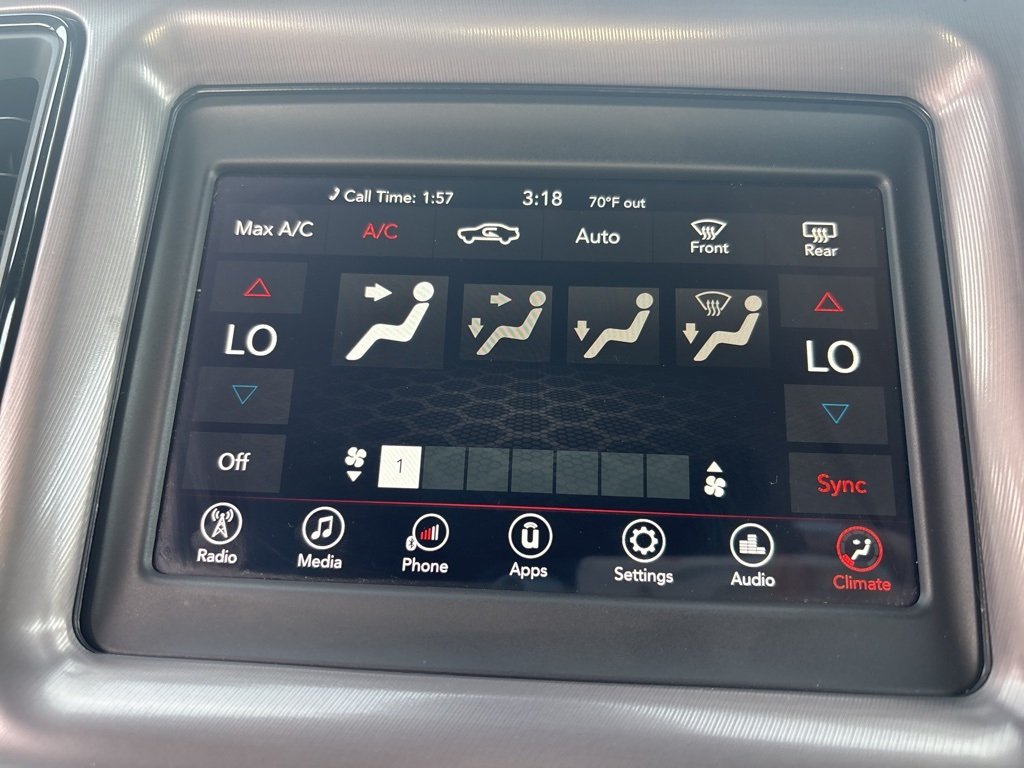 Call Time: 1:57 3:18 70°F out
Max A/C A/C Auto Front Rear
LO LO
Off 1 Sync
Radio Media Phone Apps Settings Audio Climate